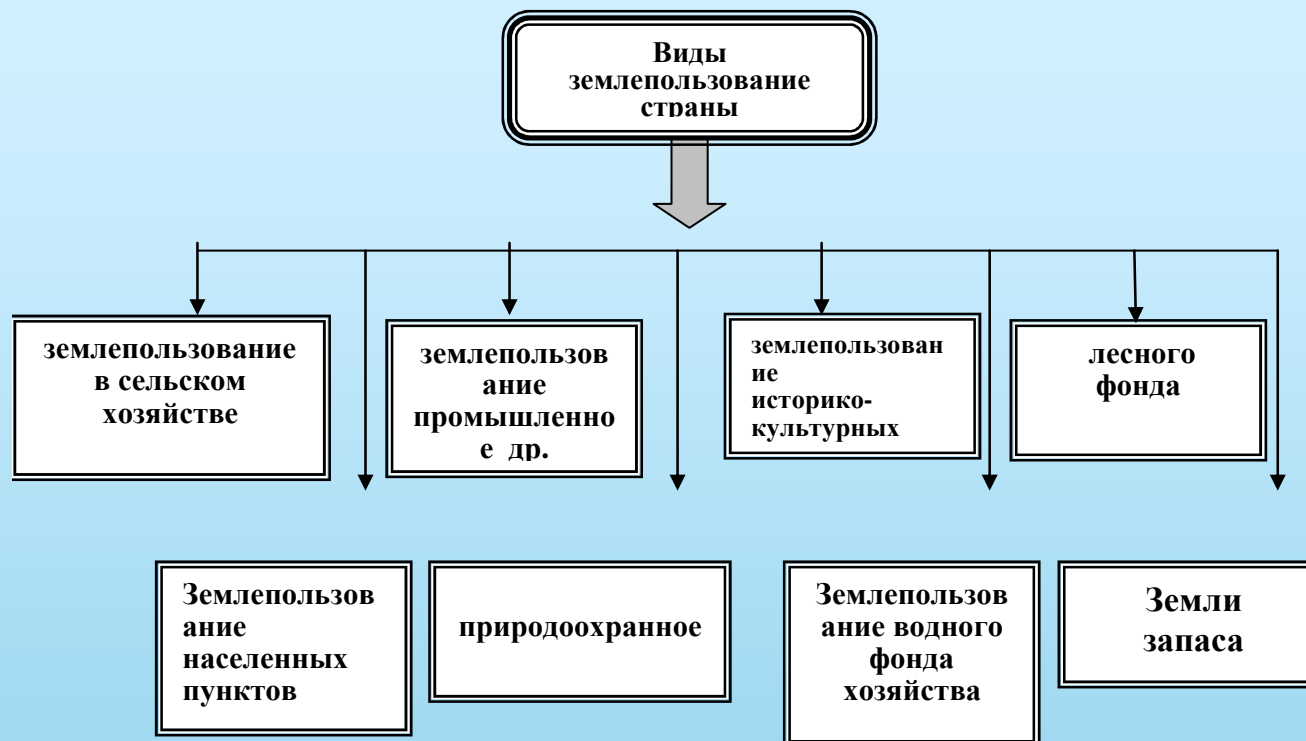 Виды
землепользование
страны
землепользование
в сельском
хозяйстве
землепользов
ание
промышленно
е др.
землепользован
ие
историко-
культурных
лесного
фонда
Землепользов
ание
населенных
пунктов
природоохранное
Землепользов
ание водного
фонда
хозяйства
Земли
запаса